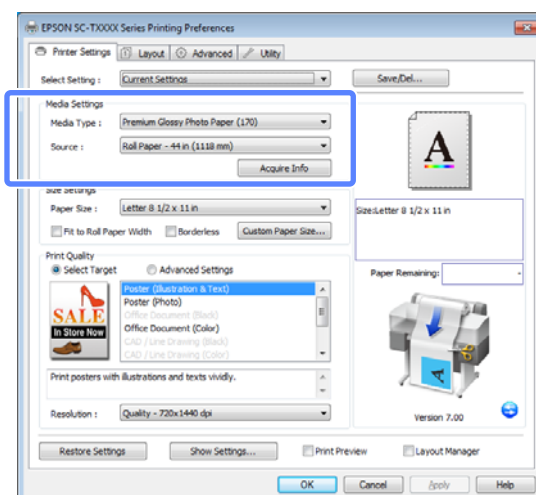 EPSON SC-TXXXX Series Printing Preferences
Printer Settings Layout Advanced Utility
Select Setting : Current Settings Save/Del...
Media Settings
Media Type : Premium Glossy Photo Paper (170)
Source : Roll Paper - 44 in (1118 mm)
Acquire Info
A
Size Settings
Paper Size : Letter 8 1/2 x 11 in
Size:Letter 8 1/2 x 11 in
Fit to Roll Paper Width Borderless Custom Paper Size...
Print Quality
Select Target Advanced Settings
Paper Remaining: -
SALE
In Store Now
Poster (Illustration & Text)
Poster (Photo)
Office Document (Black)
Office Document (Color)
CAD / Line Drawing (Black)
CAD / Line Drawing (Color)
A
Print posters with illustrations and texts vividly.
Resolution : Quality - 720x1440 dpi
Version 7.00
Restore Settings Show Settings... Print Preview Layout Manager
OK Cancel Apply Help